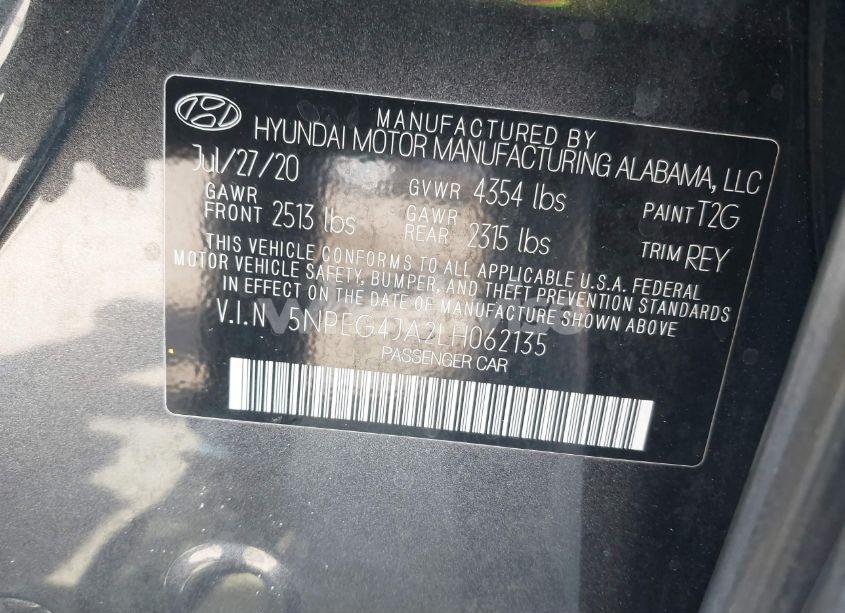 MANUFACTURED BY
HYUNDAI MOTOR MANUFACTURING ALABAMA, LLC
Jul/27/20 GVWR 4354 lbs PAINT T2G
GAWR FRONT 2513 lbs GAWR REAR 2315 lbs TRIM REY
THIS VEHICLE CONFORMS TO ALL APPLICABLE U.S.A. FEDERAL
MOTOR VEHICLE SAFETY, BUMPER, AND THEFT PREVENTION STANDARDS
IN EFFECT ON THE DATE OF MANUFACTURE SHOWN ABOVE
V.I.N 5NPEG4JA2LH062135
PASSENGER CAR